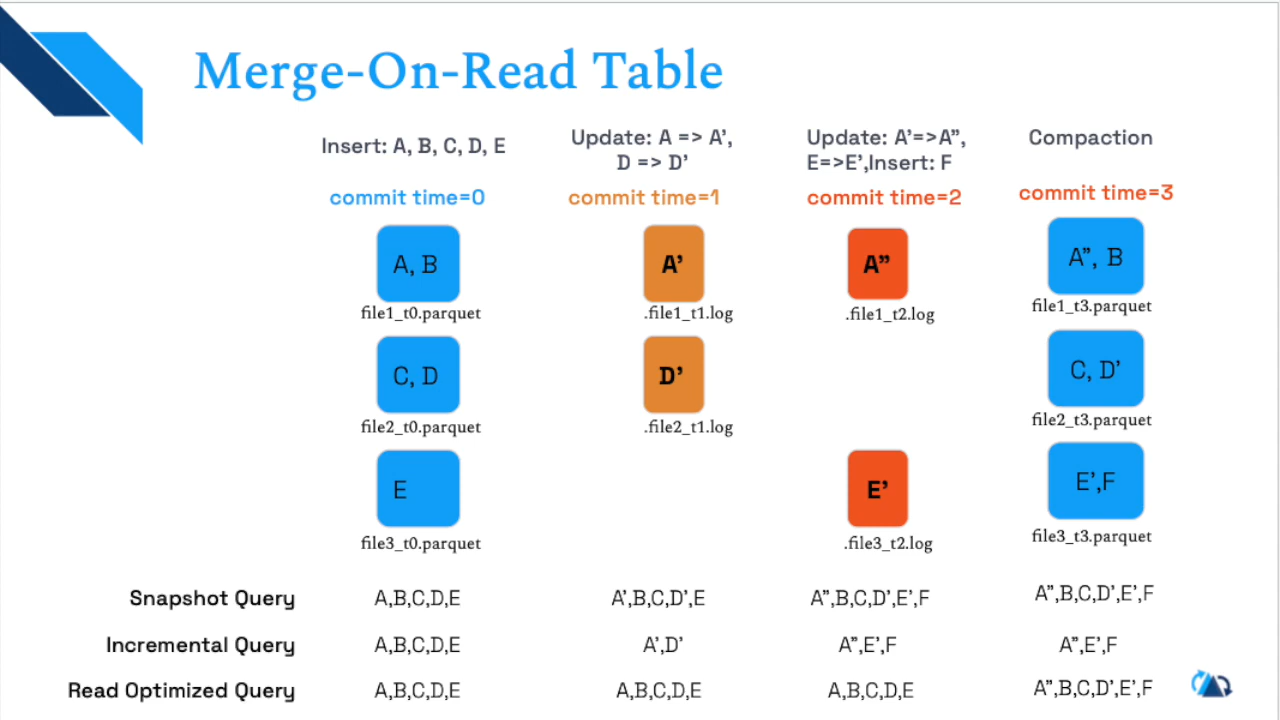 Merge-On-Read Table
Insert: A, B, C, D, E
Update: A => A’,
D => D’
Update: A’=>A”,
E=>E’,Insert: F
Compaction
commit time=0
commit time=1
commit time=2
commit time=3
A, B
A’
A”
A”, B
file1_t0.parquet
.file1_t1.log
.file1_t2.log
file1_t3.parquet
C, D
D’
C, D’
file2_t0.parquet
.file2_t1.log
file2_t3.parquet
E
E’
E’,F
file3_t0.parquet
.file3_t2.log
file3_t3.parquet
Snapshot Query
A,B,C,D,E
A’,B,C,D’,E
A”,B,C,D’,E’,F
A”,B,C,D’,E’,F
Incremental Query
A,B,C,D,E
A’,D’
A”,E’,F
A”,E’,F
Read Optimized Query
A,B,C,D,E
A,B,C,D,E
A,B,C,D,E
A”,B,C,D’,E’,F